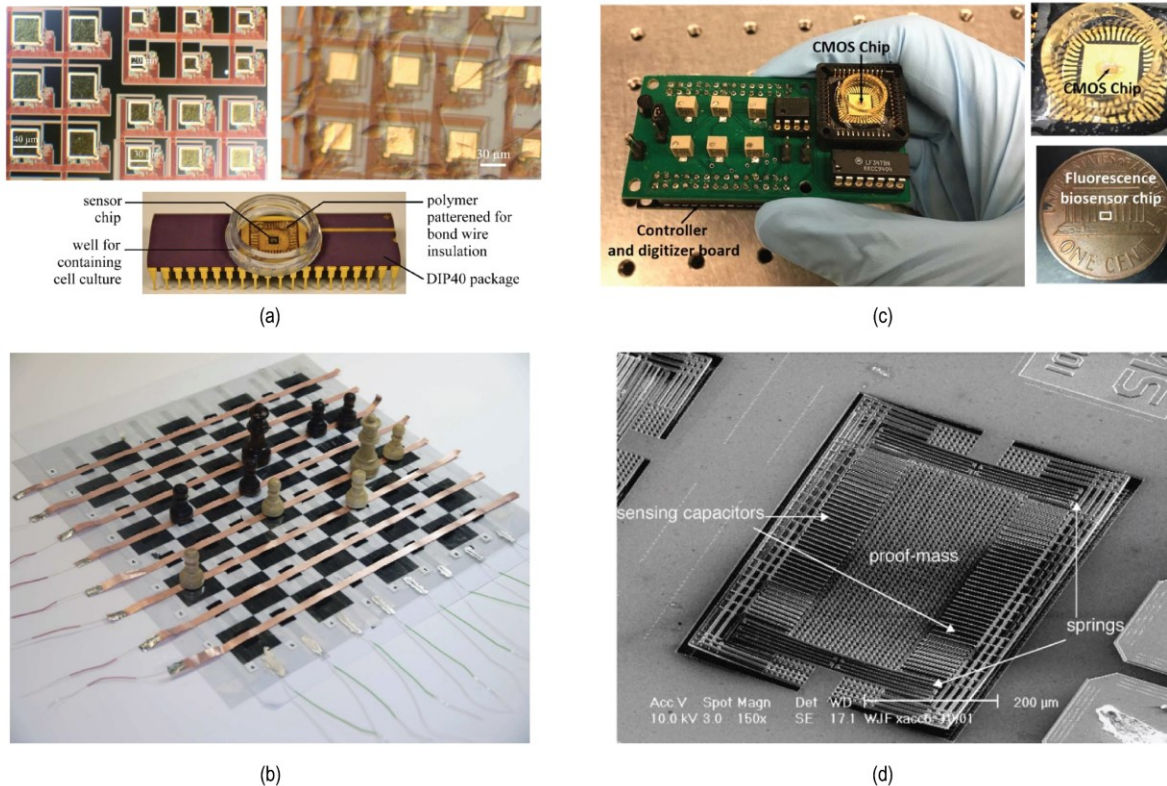 40 µm
30 µm
30 µm
sensor
chip
well for
containing
cell culture
polymer
patterened for
bond wire
insulation
DIP40 package
(a)
CMOS Chip
Controller
and digitizer board
CMOS Chip
Fluorescence
biosensor chip
ONE CENT
(c)
(b)
sensing capacitors
proof-mass
springs
Acc.V Spot Magn Det WD
200 µm
10.0 kV 3.0 150x SE 17.1 WJF
(d)